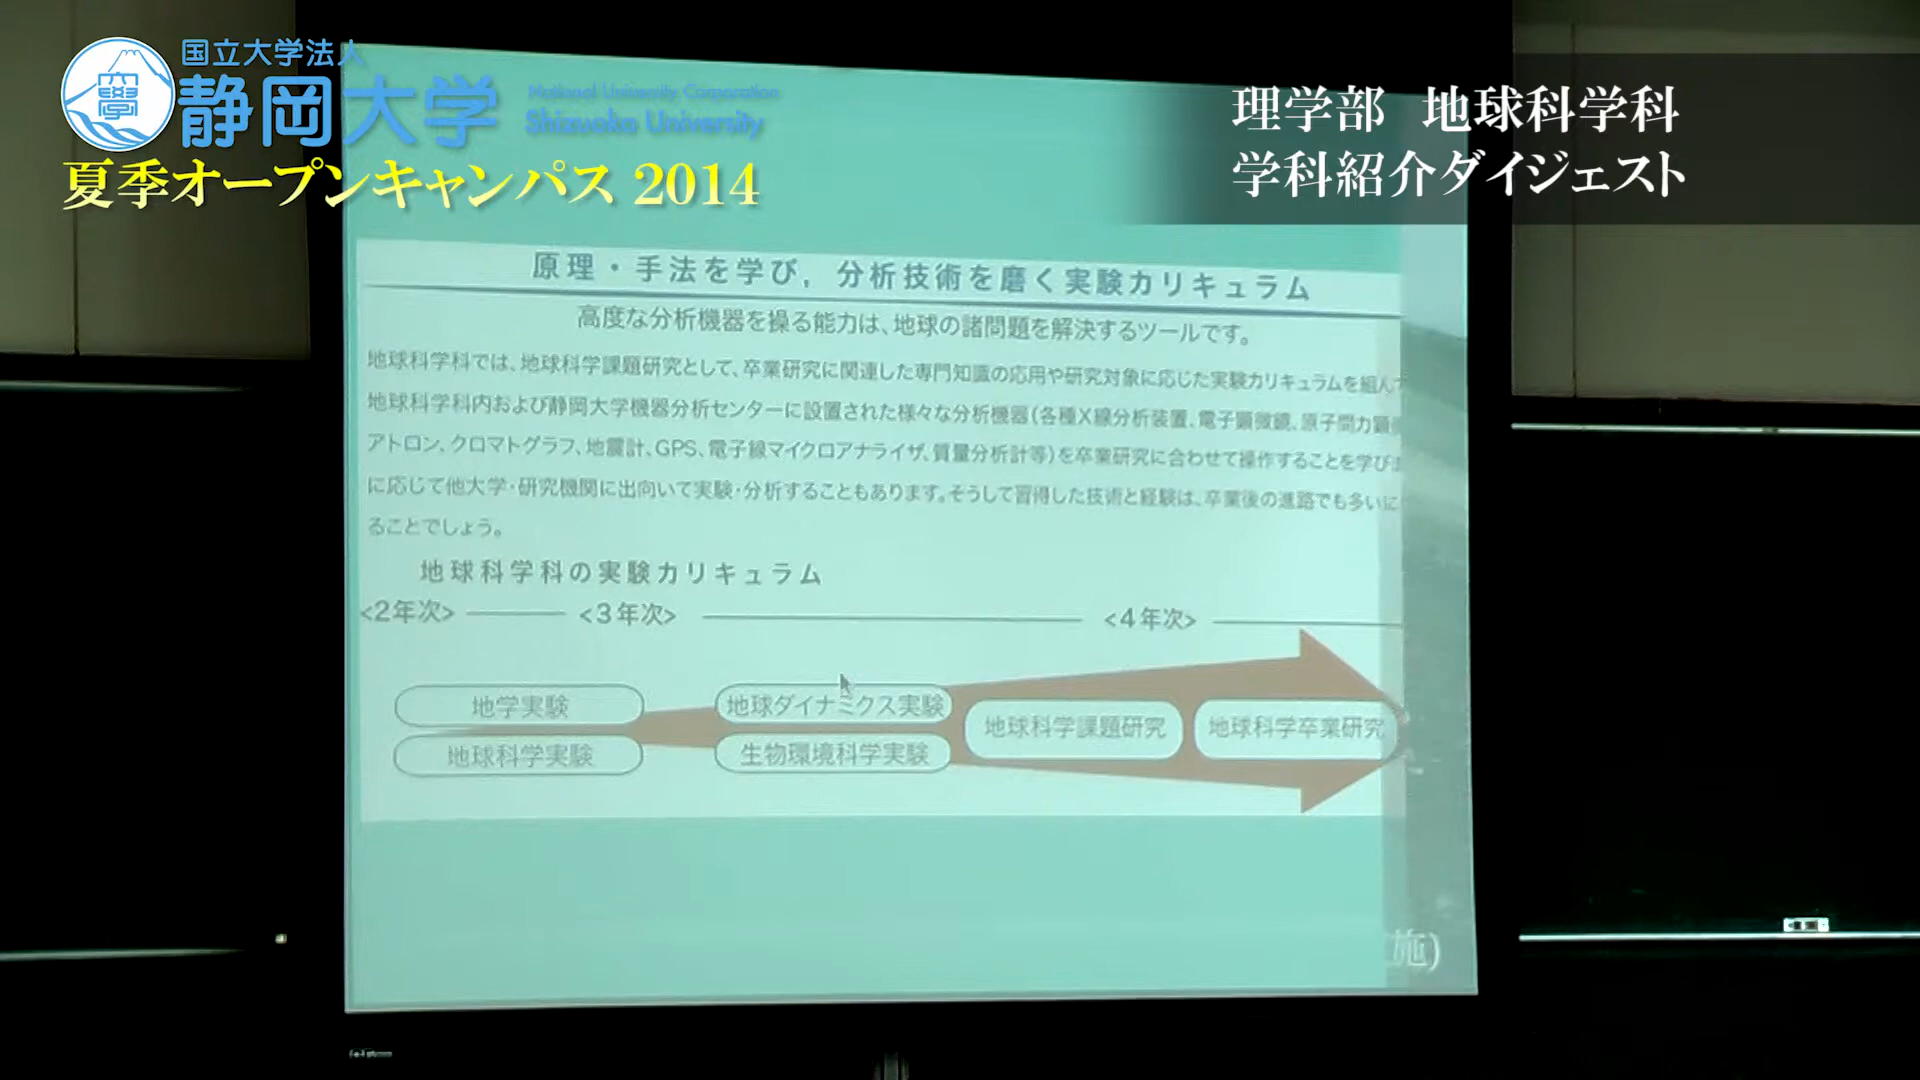 国立大学法人
静岡大学
National University Corporation
Shizuoka University
夏季オープンキャンパス 2014
理学部 地球科学科
学科紹介ダイジェスト
原理・手法を学び，分析技術を磨く実験カリキュラム
高度な分析機器を操る能力は、地球の諸問題を解決するツールです。
地球科学科では、地球科学課題研究として、卒業研究に関連した専門知識の応用や研究対象に応じた実験カリキュラムを組んで
地球科学科内および静岡大学機器分析センターに設置された様々な分析機器(各種X線分析装置、電子顕微鏡、原子間力顕
アトロン、クロマトグラフ、地震計、GPS、電子線マイクロアナライザ、質量分析計等)を卒業研究に合わせて操作することを学び
に応じて他大学・研究機関に出向いて実験・分析することもあります。そうして習得した技術と経験は、卒業後の進路でも多いに
ることでしょう。
地球科学科の実験カリキュラム
<2年次> <3年次> <4年次>
地学実験
地球科学実験
地球ダイナミクス実験
生物環境科学実験
地球科学課題研究
地球科学卒業研究
施)